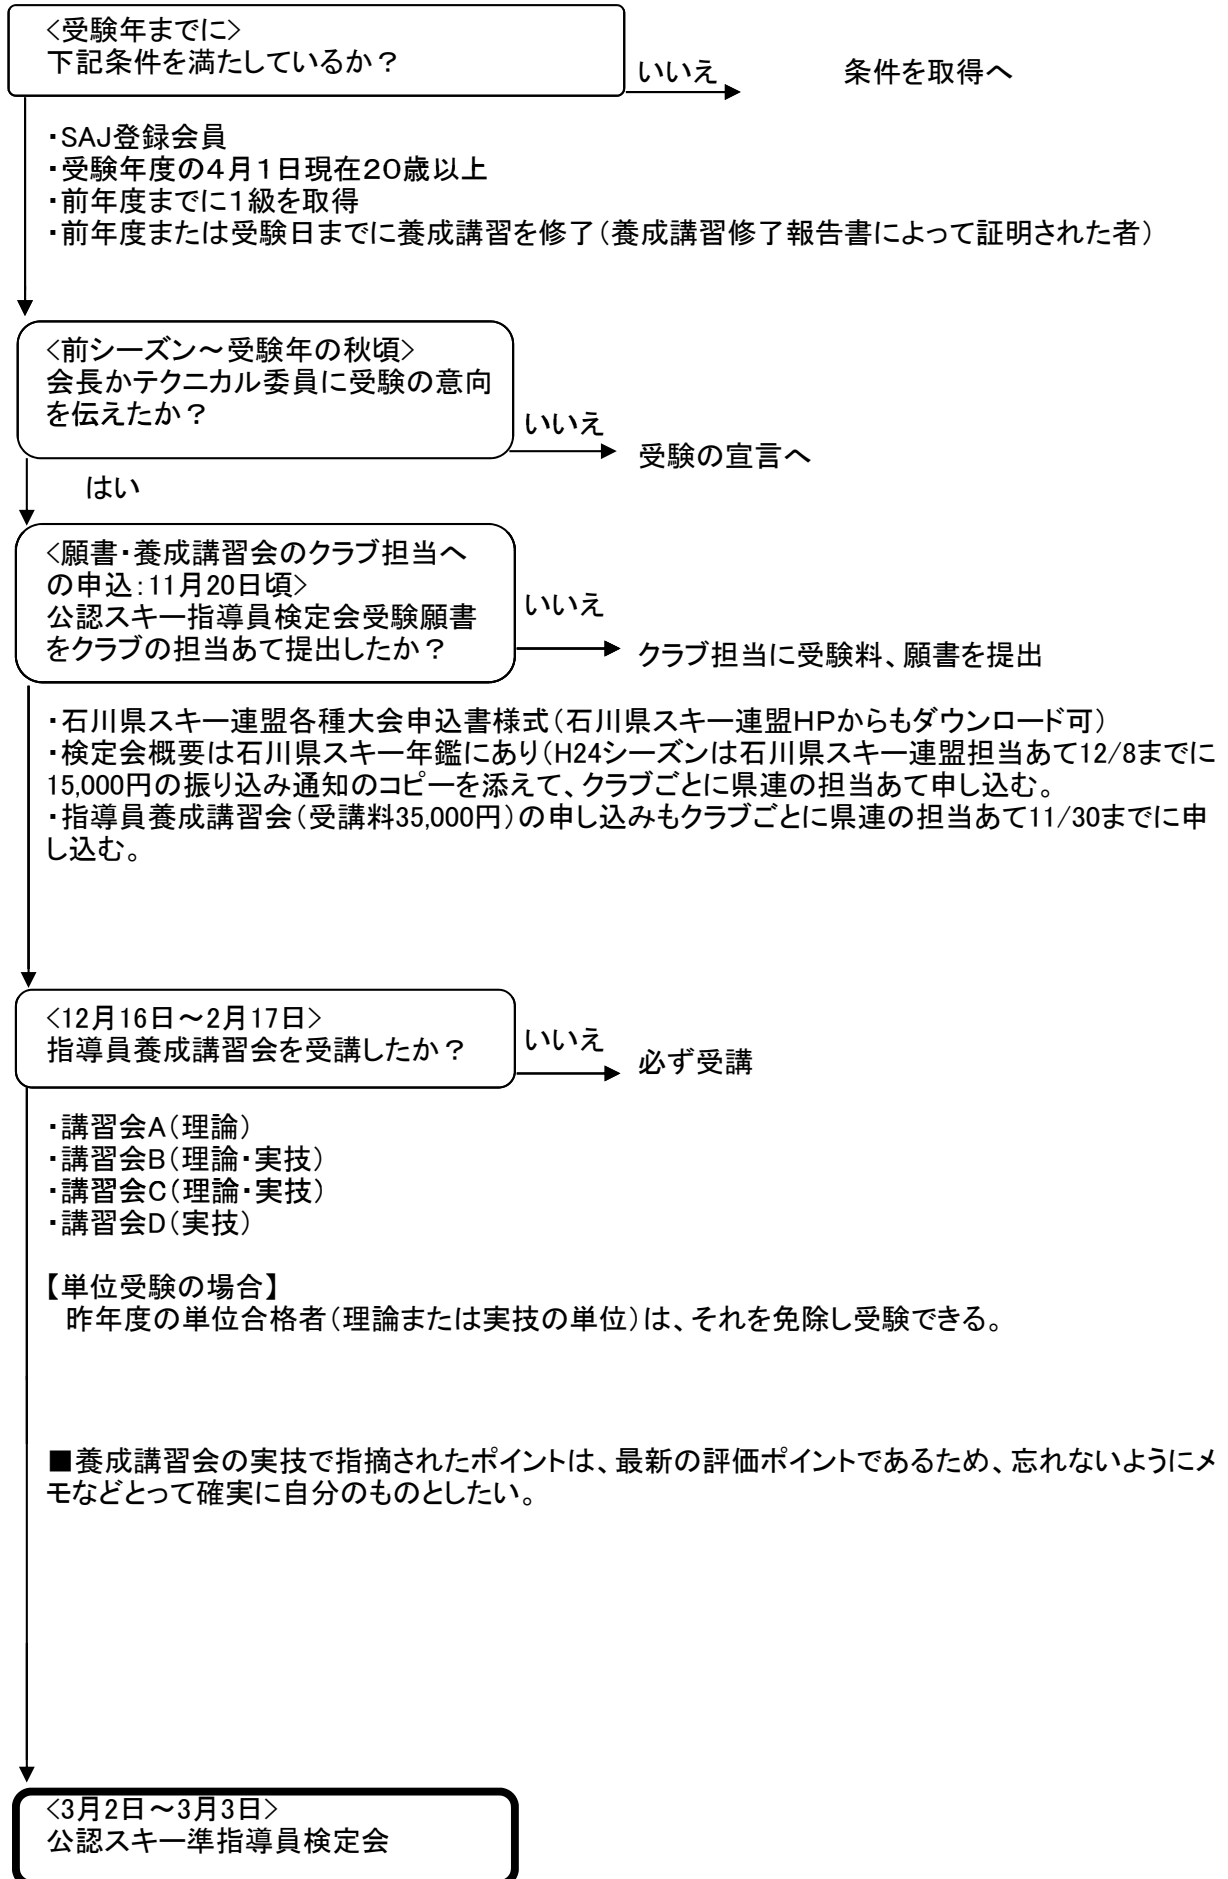 <受験年までに>
下記条件を満たしているか？
いいえ
条件を取得へ
・SAJ登録会員
・受験年度の４月１日現在２０歳以上
・前年度までに１級を取得
・前年度または受験日までに養成講習を修了（養成講習修了報告書によって証明された者）
<前シーズン～受験年の秋頃>
会長かテクニカル委員に受験の意向
を伝えたか？
いいえ
受験の宣言へ
はい
<願書・養成講習会のクラブ担当へ
の申込：11月20日頃>
公認スキー指導員検定会受験願書
をクラブの担当あて提出したか？
いいえ
クラブ担当に受験料、願書を提出
・石川県スキー連盟各種大会申込書様式（石川県スキー連盟HPからもダウンロード可）
・検定会概要は石川県スキー年鑑にあり（H24シーズンは石川県スキー連盟担当あて12/8までに
15,000円の振り込み通知のコピーを添えて、クラブごとに県連の担当あて申し込む。
・指導員養成講習会（受講料35,000円）の申し込みもクラブごとに県連の担当あて11/30までに申
し込む。
<12月16日～2月17日>
指導員養成講習会を受講したか？
いいえ
必ず受講
・講習会A（理論）
・講習会B（理論・実技）
・講習会C（理論・実技）
・講習会D（実技）
【単位受験の場合】
昨年度の単位合格者（理論または実技の単位）は、それを免除し受験できる。
■養成講習会の実技で指摘されたポイントは、最新の評価ポイントであるため、忘れないようにメ
モなどとって確実に自分のものとしたい。
<3月2日～3月3日>
公認スキー準指導員検定会